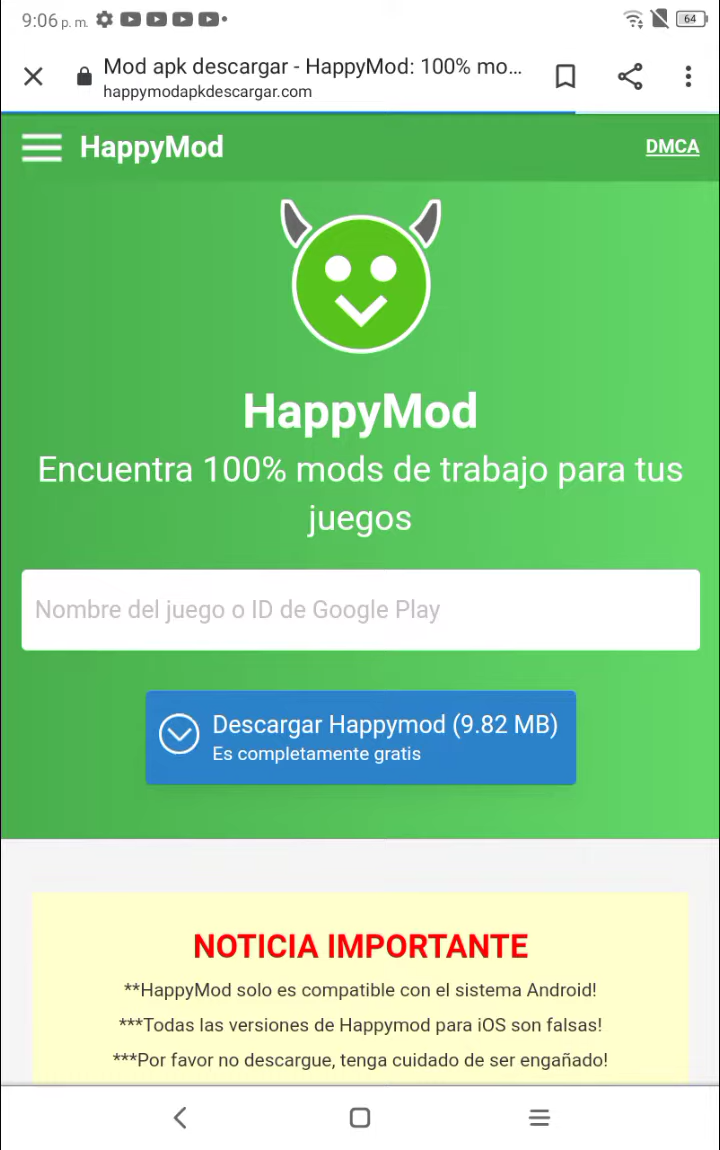 9:06 p. m.
64
Mod apk descargar - HappyMod: 100% mo...
happymodapkdescargar.com
HappyMod
DMCA
HappyMod
Encuentra 100% mods de trabajo para tus
juegos
Nombre del juego o ID de Google Play
Descargar Happymod (9.82 MB)
Es completamente gratis
NOTICIA IMPORTANTE
**HappyMod solo es compatible con el sistema Android!
***Todas las versiones de Happymod para iOS son falsas!
***Por favor no descargue, tenga cuidado de ser engañado!